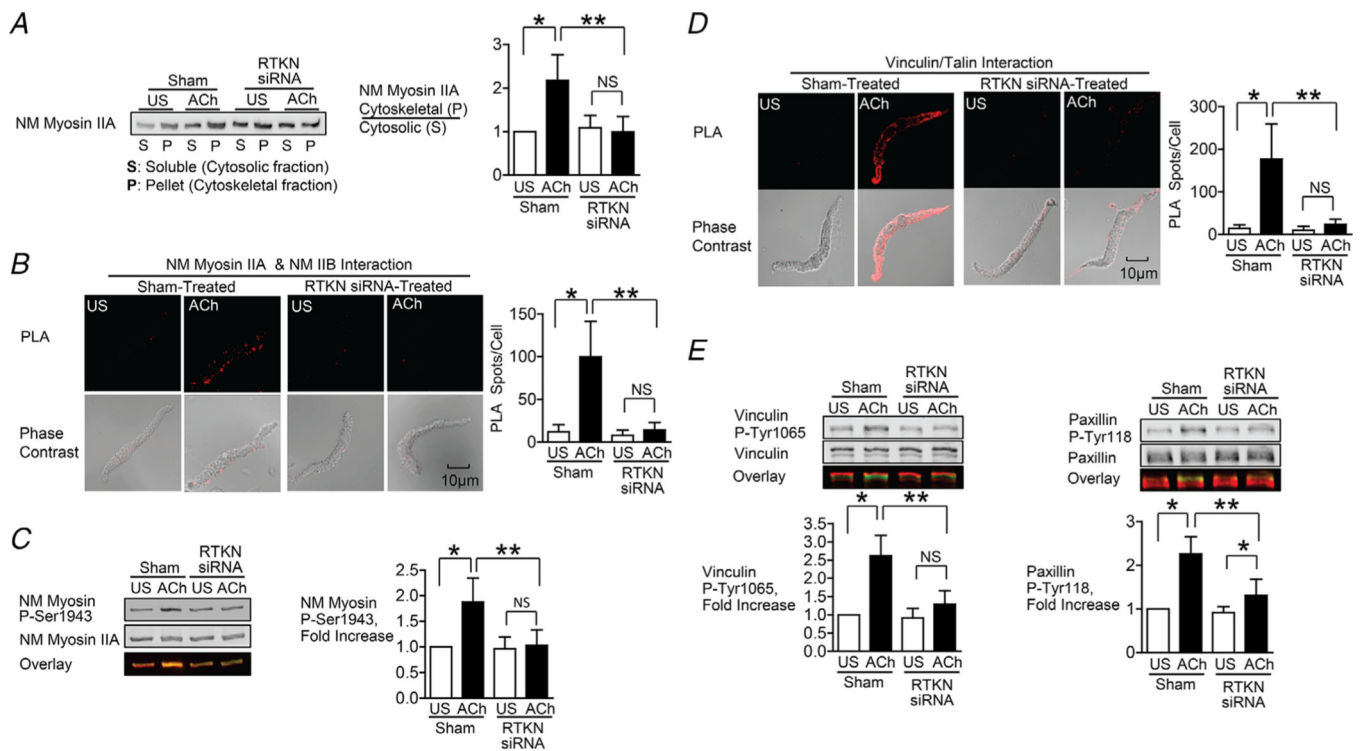 A
RTKN
siRNA
Sham
US ACh US ACh
NM Myosin IIA
S P S P S P S P
S: Soluble (Cytosolic fraction)
P: Pellet (Cytoskeletal fraction)
NM Myosin IIA
Cytoskeletal (P)
Cytosolic (S)
3
2
1
0
* **
NS
US ACh US ACh
Sham RTKN
siRNA
B
NM Myosin IIA & NM IIB Interaction
Sham-Treated RTKN siRNA-Treated
US ACh US ACh
PLA
Phase
Contrast
10µm
PLA Spots/Cell
150
100
50
0
* **
NS
US ACh US ACh
Sham RTKN
siRNA
C
RTKN
siRNA
Sham
US ACh US ACh
NM Myosin
P-Ser1943
NM Myosin IIA
Overlay
NM Myosin
P-Ser1943,
Fold Increase
2.5
2.0
1.5
1.0
0.5
0.0
* **
NS
US ACh US ACh
Sham RTKN
siRNA
D
Vinculin/Talin Interaction
Sham-Treated RTKN siRNA-Treated
US ACh US ACh
PLA
Phase
Contrast
10µm
PLA Spots/Cell
300
200
100
0
* **
NS
US ACh US ACh
Sham RTKN
siRNA
E
RTKN
siRNA
Sham
US ACh US ACh
Vinculin
P-Tyr1065
Vinculin
Overlay
Vinculin
P-Tyr1065,
Fold Increase
3.0
2.5
2.0
1.5
1.0
0.5
0.0
* **
NS
US ACh US ACh
Sham RTKN
siRNA
RTKN
siRNA
Sham
US ACh US ACh
Paxillin
P-Tyr118
Paxillin
Overlay
Paxillin
P-Tyr118,
Fold Increase
3
2
1
0
* **
*
US ACh US ACh
Sham RTKN
siRNA